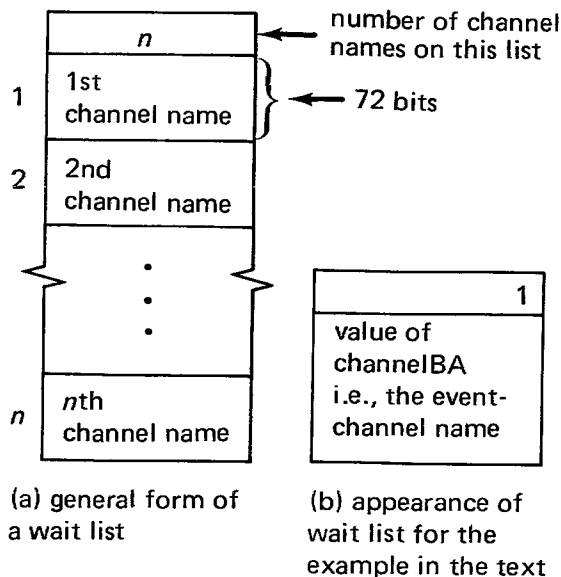 n
number of channel
names on this list
1
1st
channel name
72 bits
2
2nd
channel name
n
nth
channel name
(a) general form of
a wait list
1
value of
channelBA
i.e., the event-
channel name
(b) appearance of
wait list for the
example in the text